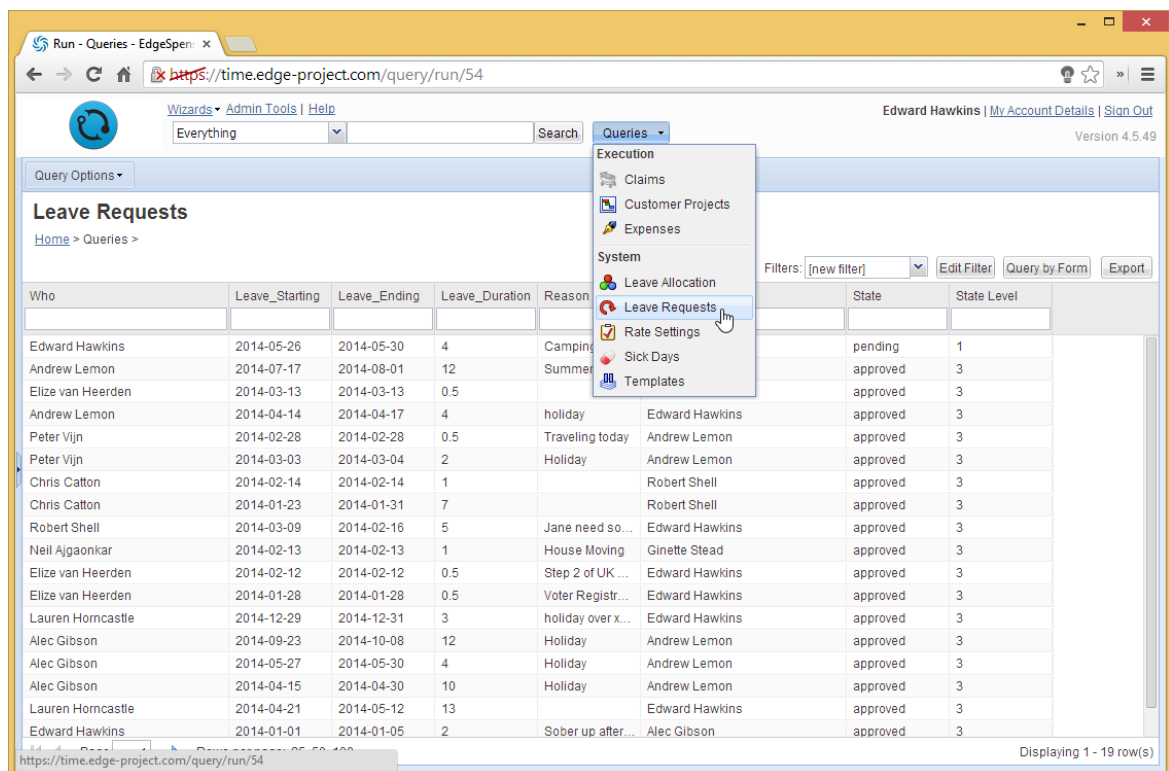 Run - Queries - EdgeSpen:
https://time.edge-project.com/query/run/54
Wizards Admin Tools | Help
Edward Hawkins | My Account Details | Sign Out
Everything Search Queries
Version 4.5.49
Execution
Claims
Customer Projects
Expenses
System
Leave Allocation
Leave Requests
Rate Settings
Sick Days
Templates
Query Options
Leave Requests
Home > Queries >
Filters: [new filter] Edit Filter Query by Form Export
Who Leave_Starting Leave_Ending Leave_Duration Reason State State Level
Edward Hawkins 2014-05-26 2014-05-30 4 Camping pending 1
Andrew Lemon 2014-07-17 2014-08-01 12 Summer approved 3
Elize van Heerden 2014-03-13 2014-03-13 0.5 approved 3
Andrew Lemon 2014-04-14 2014-04-17 4 holiday Edward Hawkins approved 3
Peter Vijn 2014-02-28 2014-02-28 0.5 Traveling today Andrew Lemon approved 3
Peter Vijn 2014-03-03 2014-03-04 2 Holiday Andrew Lemon approved 3
Chris Catton 2014-02-14 2014-02-14 1 Robert Shell approved 3
Chris Catton 2014-01-23 2014-01-31 7 Robert Shell approved 3
Robert Shell 2014-03-09 2014-02-16 5 Jane need so... Edward Hawkins approved 3
Neil Ajgaonkar 2014-02-13 2014-02-13 1 House Moving Ginette Stead approved 3
Elize van Heerden 2014-02-12 2014-02-12 0.5 Step 2 of UK ... Edward Hawkins approved 3
Elize van Heerden 2014-01-28 2014-01-28 0.5 Voter Registr... Edward Hawkins approved 3
Lauren Horncastle 2014-12-29 2014-12-31 3 holiday over x... Edward Hawkins approved 3
Alec Gibson 2014-09-23 2014-10-08 12 Holiday Andrew Lemon approved 3
Alec Gibson 2014-05-27 2014-05-30 4 Holiday Andrew Lemon approved 3
Alec Gibson 2014-04-15 2014-04-30 10 Holiday Andrew Lemon approved 3
Lauren Horncastle 2014-04-21 2014-05-12 13 Edward Hawkins approved 3
Edward Hawkins 2014-01-01 2014-01-05 2 Sober up after... Alec Gibson approved 3
Displaying 1 - 19 row(s)
https://time.edge-project.com/query/run/54